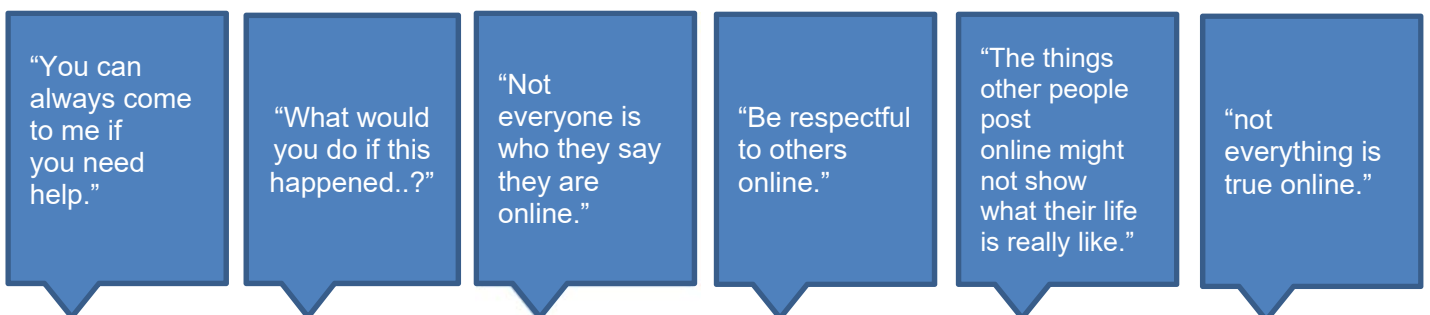 “You can
always come
to me if
you need
help.”
“What would
you do if this
happened..?”
“Not
everyone is
who they say
they are
online.”
“Be respectful
to others
online.”
“The things
other people
post
online might
not show
what their life
is really like.”
“not
everything is
true online.”